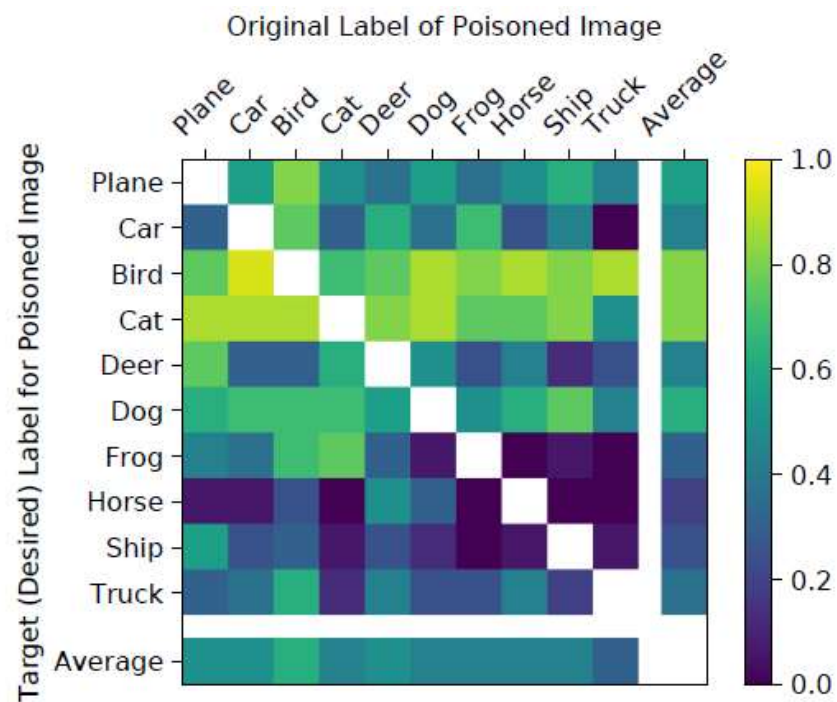 Original Label of Poisoned Image
Plane
Car
Bird
Cat
Deer
Dog
Frog
Horse
Ship
Truck
Average
Target (Desired) Label for Poisoned Image
Plane
Car
Bird
Cat
Deer
Dog
Frog
Horse
Ship
Truck
Average
1.0
0.8
0.6
0.4
0.2
0.0